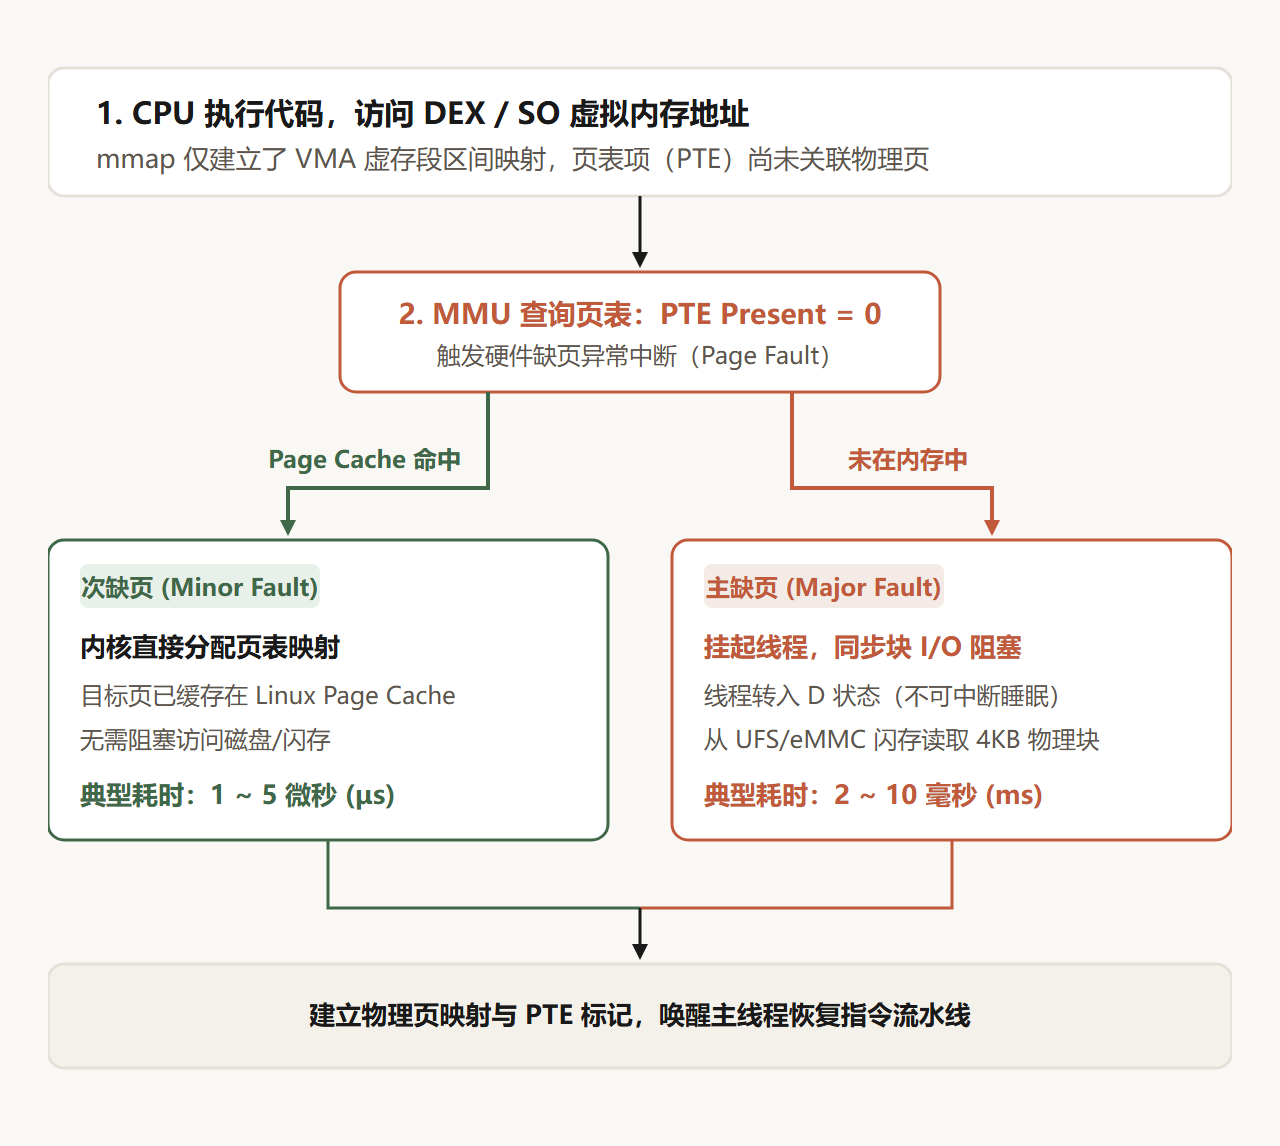 1. CPU 执行代码，访问 DEX / SO 虚拟内存地址
mmap 仅建立了 VMA 虚存段区间映射，页表项（PTE）尚未关联物理页
2. MMU 查询页表：PTE Present = 0
触发硬件缺页异常中断（Page Fault）
Page Cache 命中
未在内存中
次缺页 (Minor Fault)
内核直接分配页表映射
目标页已缓存在 Linux Page Cache
无需阻塞访问磁盘/闪存
典型耗时：1 ~ 5 微秒 (μs)
主缺页 (Major Fault)
挂起线程，同步块 I/O 阻塞
线程转入 D 状态（不可中断睡眠）
从 UFS/eMMC 闪存读取 4KB 物理块
典型耗时：2 ~ 10 毫秒 (ms)
建立物理页映射与 PTE 标记，唤醒主线程恢复指令流水线